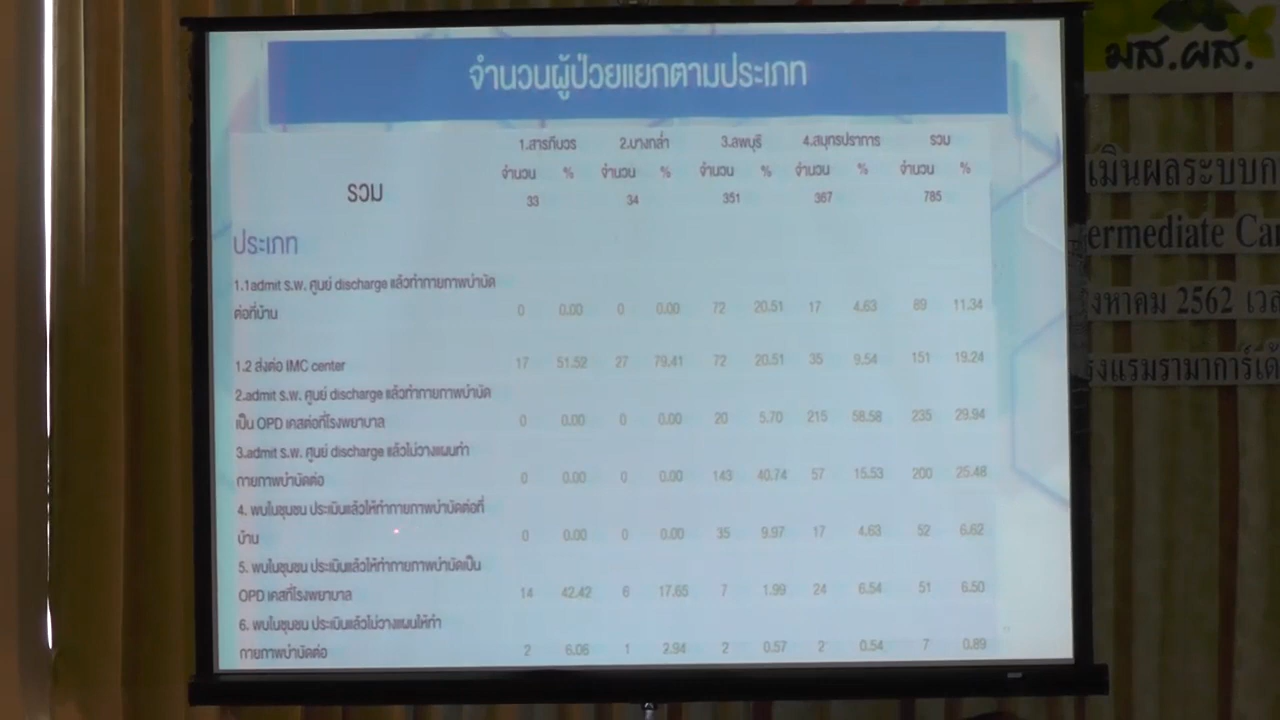 จำนวนผู้ป่วยแยกตามประเภท
1.สารภีบวร 2.บางกล่ำ 3.ลพบุรี 4.สมุทรปราการ รวม
จำนวน % จำนวน % จำนวน % จำนวน % จำนวน %
รวม 33 34 351 367 785
ประเภท
1.1admit ร.พ. ศูนย์ discharge แล้วทำกายภาพบำบัด
ต่อที่บ้าน 0 0.00 0 0.00 72 20.51 17 4.63 89 11.34
1.2 ส่งต่อ IMC center 17 51.52 27 79.41 72 20.51 35 9.54 151 19.24
2.admit ร.พ. ศูนย์ discharge แล้วทำกายภาพบำบัด
เป็น OPD เคสต่อที่โรงพยาบาล 0 0.00 0 0.00 20 5.70 215 58.58 235 29.94
3.admit ร.พ. ศูนย์ discharge แล้วไม่วางแผนทำ
กายภาพบำบัดต่อ 0 0.00 0 0.00 143 40.74 57 15.53 200 25.48
4. พบในชุมชน ประเมินแล้วให้ทำกายภาพบำบัดต่อที่
บ้าน 0 0.00 0 0.00 35 9.97 17 4.63 52 6.62
5. พบในชุมชน ประเมินแล้วให้ทำกายภาพบำบัดเป็น
OPD เคสที่โรงพยาบาล 14 42.42 6 17.65 7 1.99 24 6.54 51 6.50
6. พบในชุมชน ประเมินแล้วไม่วางแผนให้ทำ
กายภาพบำบัดต่อ 2 6.06 1 2.94 2 0.57 2 0.54 7 0.89
มส.ผส.
เมินผลระบบก
ermediate Car
งหาคม 2562 เวล
รงแรมรามาการ์เด้